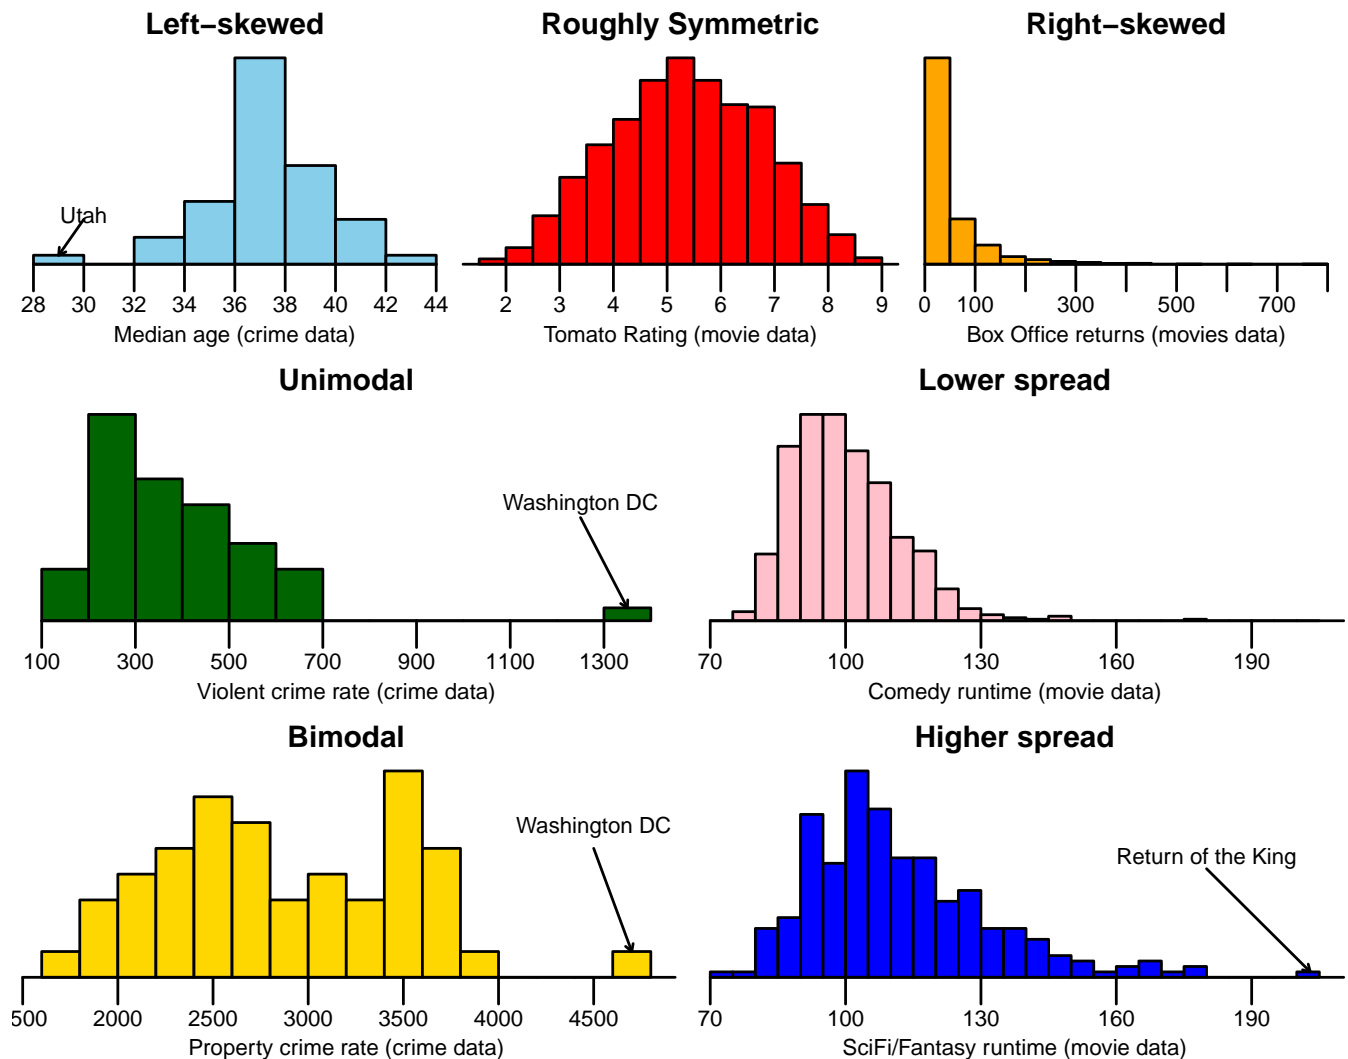 Left−skewed
Roughly Symmetric
Right−skewed
Utah
28 30 32 34 36 38 40 42 44
2 3 4 5 6 7 8 9
0 100 300 500 700
Median age (crime data)
Tomato Rating (movie data)
Box Office returns (movies data)
Unimodal
Lower spread
Washington DC
100 300 500 700 900 1100 1300
70 100 130 160 190
Violent crime rate (crime data)
Comedy runtime (movie data)
Bimodal
Higher spread
Washington DC
Return of the King
500 2000 2500 3000 3500 4000 4500
70 100 130 160 190
Property crime rate (crime data)
SciFi/Fantasy runtime (movie data)